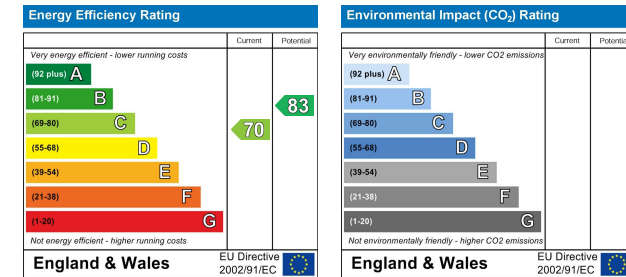 Energy Efficiency Rating
Current Potential
Very energy efficient - lower running costs
(92 plus) A
(81-91) B
83
(69-80) C
70
(55-68) D
(39-54) E
(21-38) F
(1-20) G
Not energy efficient - higher running costs
England & Wales
EU Directive
2002/91/EC
Environmental Impact (CO₂) Rating
Current Potential
Very environmentally friendly - lower CO2 emissions
(92 plus) A
(81-91) B
(69-80) C
(55-68) D
(39-54) E
(21-38) F
(1-20) G
Not environmentally friendly - higher CO2 emissions
England & Wales
EU Directive
2002/91/EC